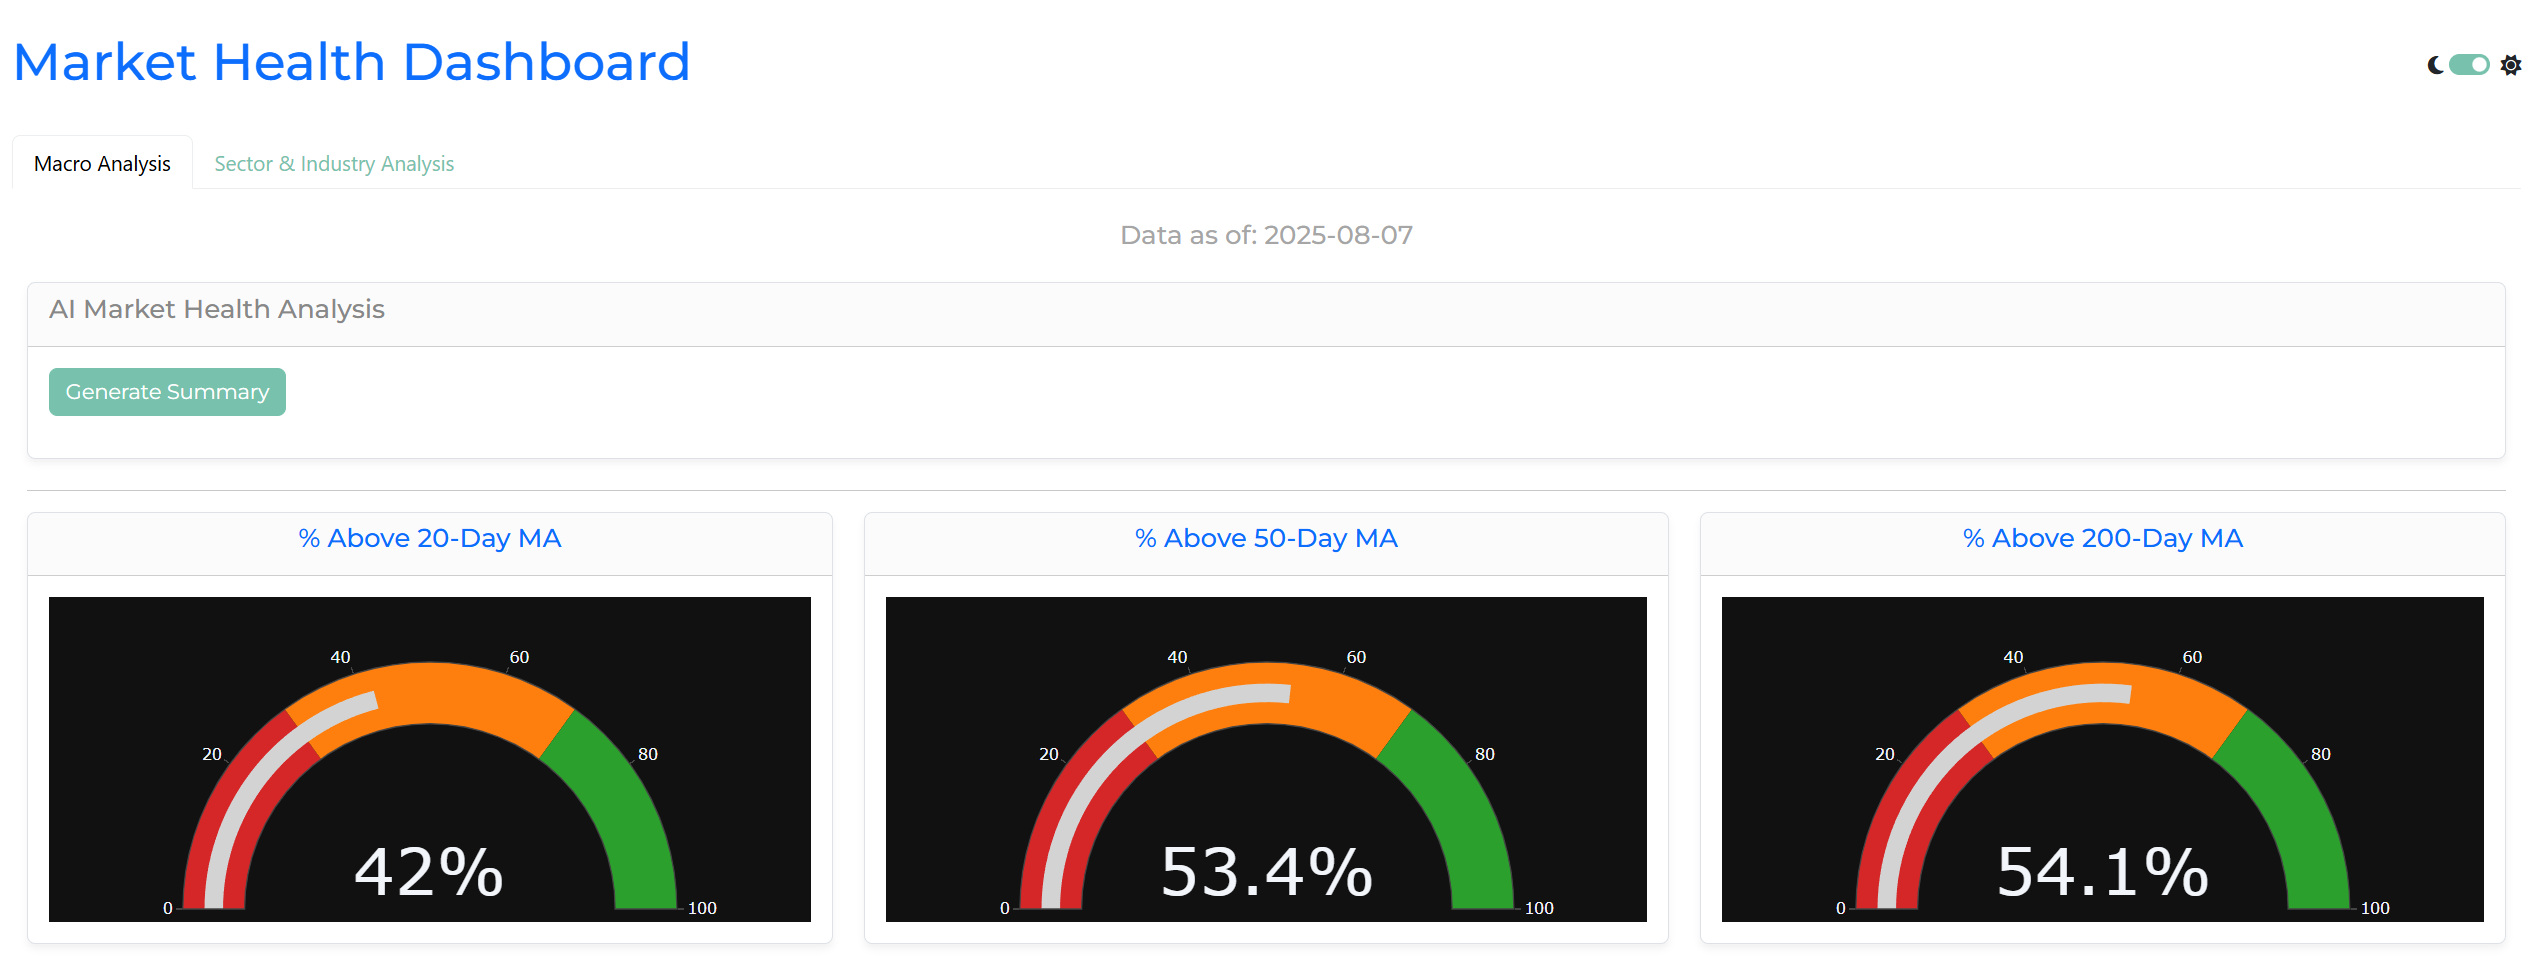 Market Health Dashboard
Macro Analysis
Sector & Industry Analysis
Data as of: 2025-08-07
AI Market Health Analysis
Generate Summary
% Above 20-Day MA
0
20
40
60
80
100
42%
% Above 50-Day MA
0
20
40
60
80
100
53.4%
% Above 200-Day MA
0
20
40
60
80
100
54.1%